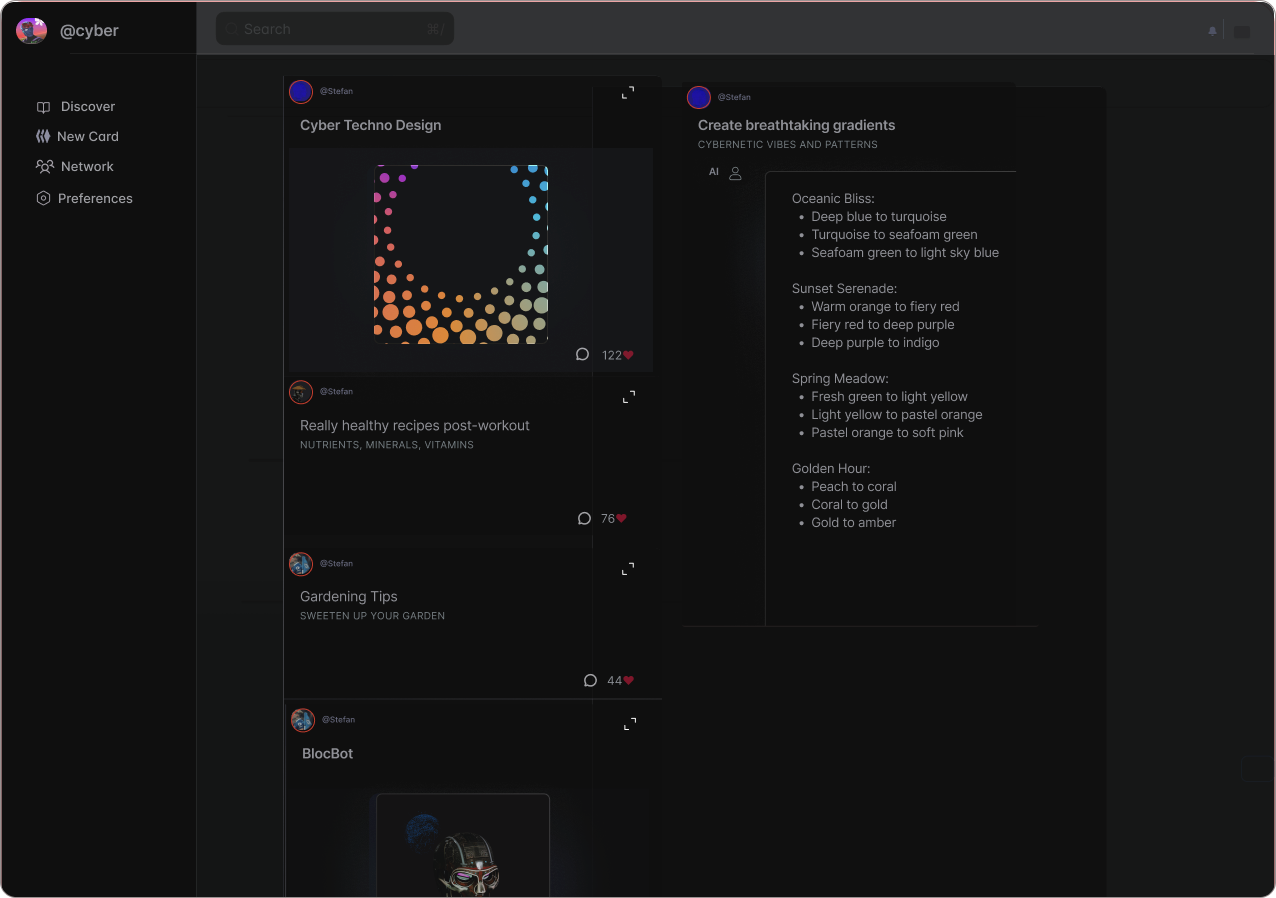 @cyber
Search
⌘/
Discover
New Card
Network
Preferences
@Stefan
Cyber Techno Design
122
@Stefan
Really healthy recipes post-workout
NUTRIENTS, MINERALS, VITAMINS
76
@Stefan
Gardening Tips
SWEETEN UP YOUR GARDEN
44
@Stefan
BlocBot
@Stefan
Create breathtaking gradients
CYBERNETIC VIBES AND PATTERNS
AI
Oceanic Bliss:
• Deep blue to turquoise
• Turquoise to seafoam green
• Seafoam green to light sky blue
Sunset Serenade:
• Warm orange to fiery red
• Fiery red to deep purple
• Deep purple to indigo
Spring Meadow:
• Fresh green to light yellow
• Light yellow to pastel orange
• Pastel orange to soft pink
Golden Hour:
• Peach to coral
• Coral to gold
• Gold to amber